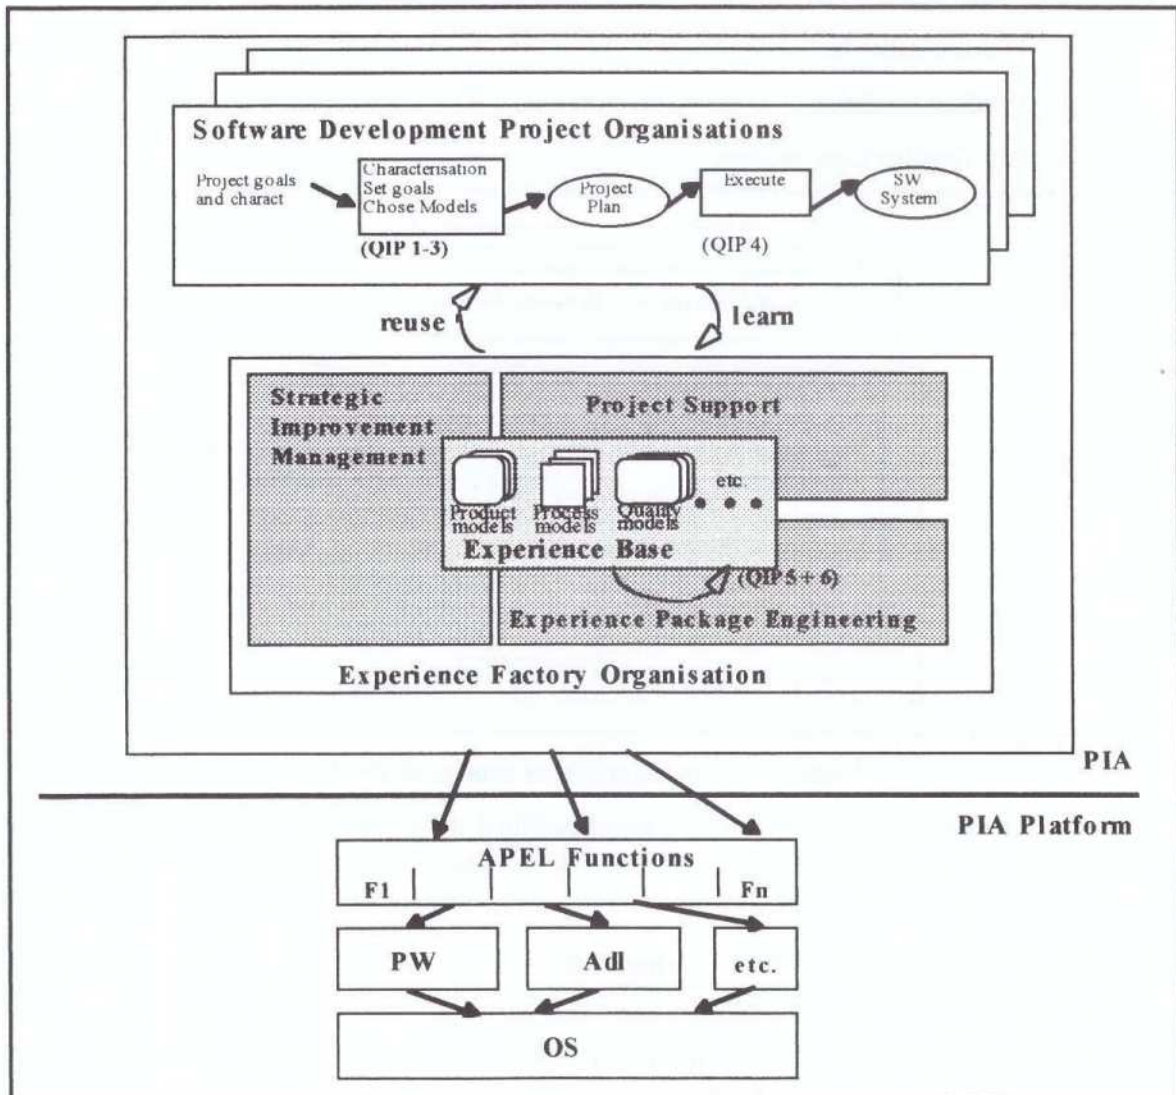 Software Development Project Organisations
Project goals
and charact
Characterisation
Set goals
Chose Models
(QIP 1-3)
Project
Plan
Execute
(QIP 4)
SW
System
reuse
learn
Strategic
Improvement
Management
Project Support
Product
models
Process
models
Quality
models
etc.
Experience Base
(QIP 5 + 6)
Experience Package Engineering
Experience Factory Organisation
PIA
PIA Platform
APEL Functions
F1
Fn
PW
Adl
etc.
OS